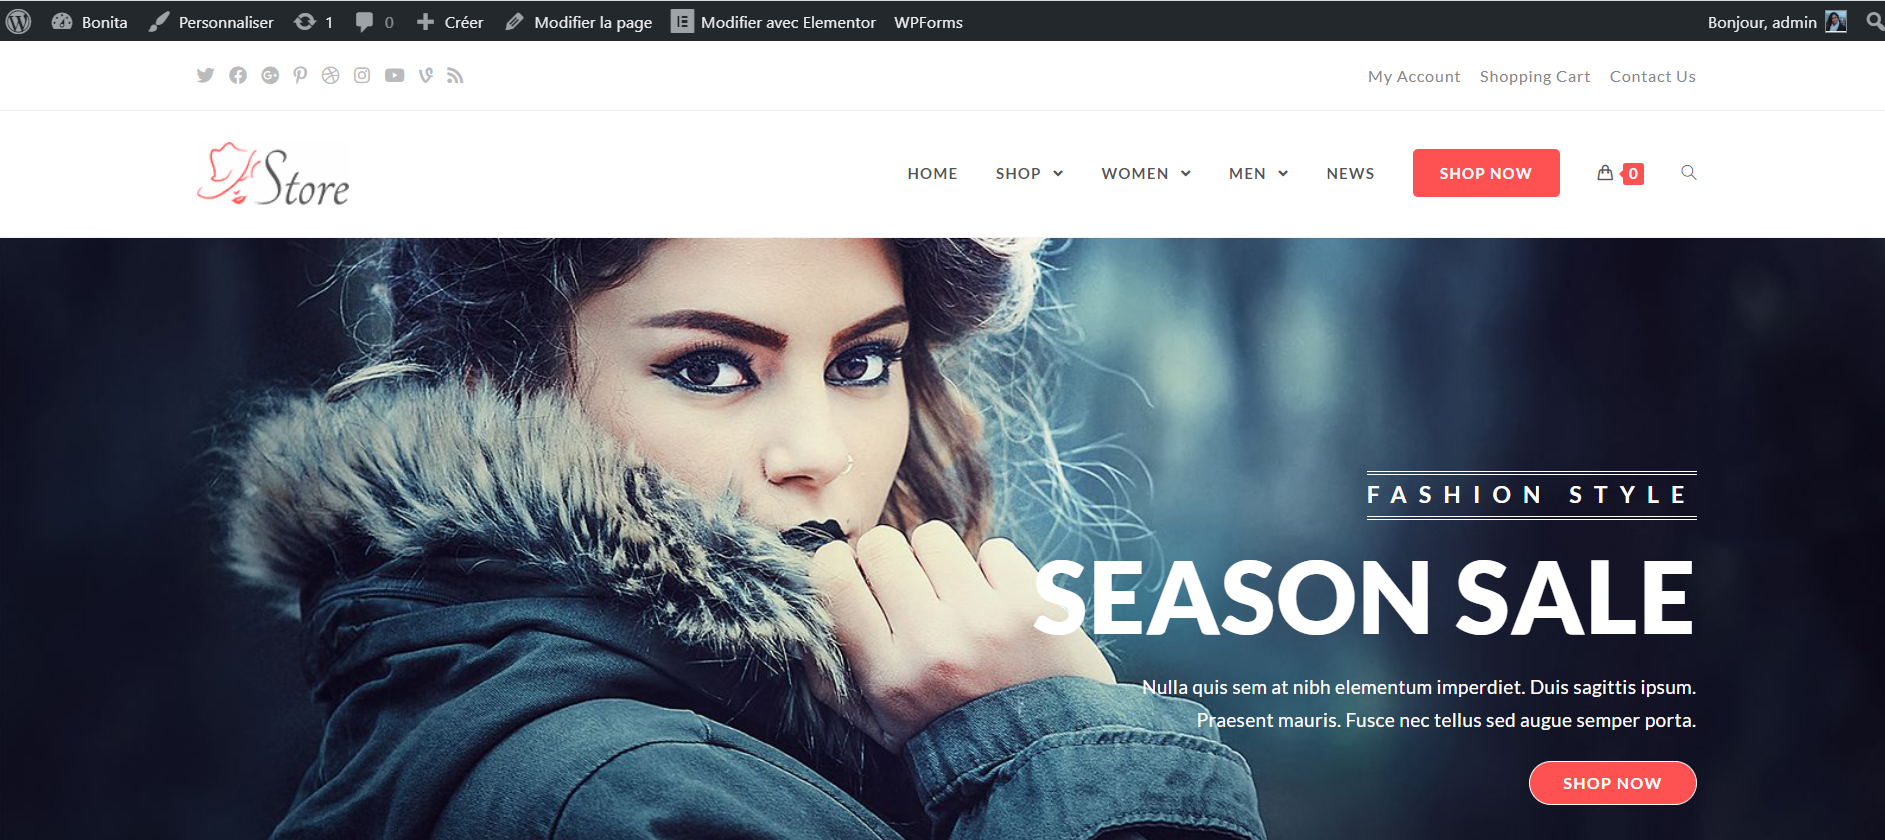 Bonita Personnaliser 1 0 Créer Modifier la page Modifier avec Elementor WPForms Bonjour, admin
My Account Shopping Cart Contact Us
Store HOME SHOP WOMEN MEN NEWS SHOP NOW 0
FASHION STYLE
SEASON SALE
Nulla quis sem at nibh elementum imperdiet. Duis sagittis ipsum.
Praesent mauris. Fusce nec tellus sed augue semper porta.
SHOP NOW